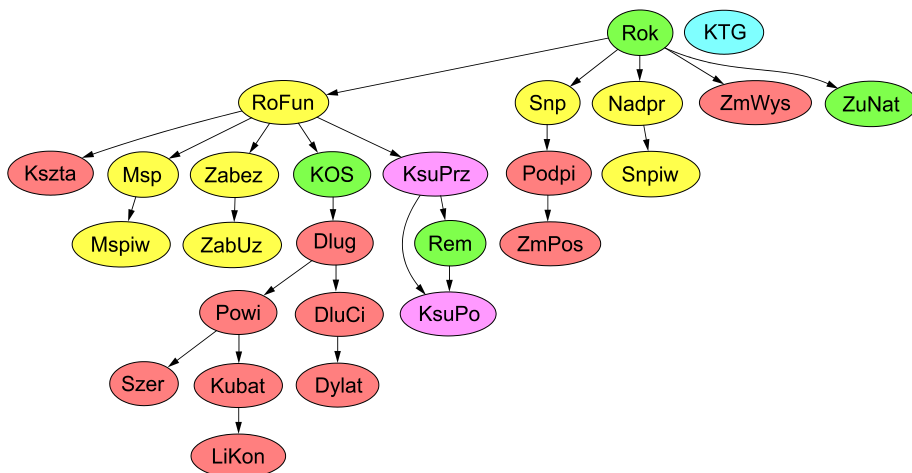 Rok
KTG
RoFun
Snp
Nadpr
ZmWys
ZuNat
Kszta
Msp
Zabez
KOS
KsuPrz
Podpi
Snpiw
Mspiw
ZabUz
Dlug
Rem
ZmPos
Powi
DluCi
KsuPo
Szer
Kubat
Dylat
LiKon